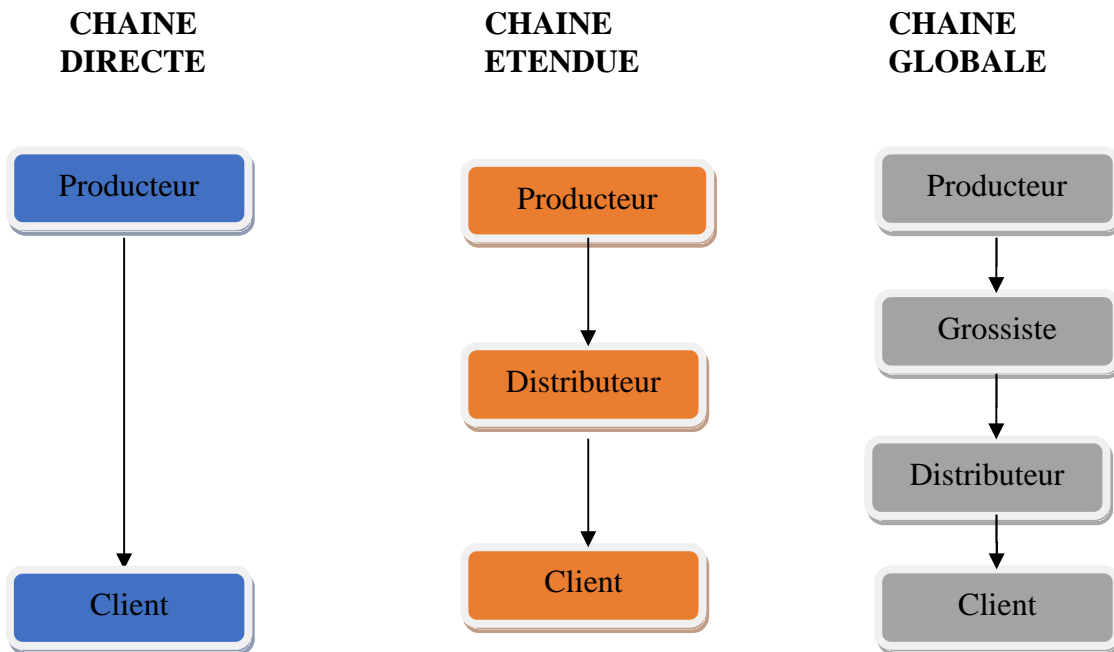 CHAINE
DIRECTE
CHAINE
ETENDUE
CHAINE
GLOBALE
Producteur
Client
Producteur
Distributeur
Client
Producteur
Grossiste
Distributeur
Client